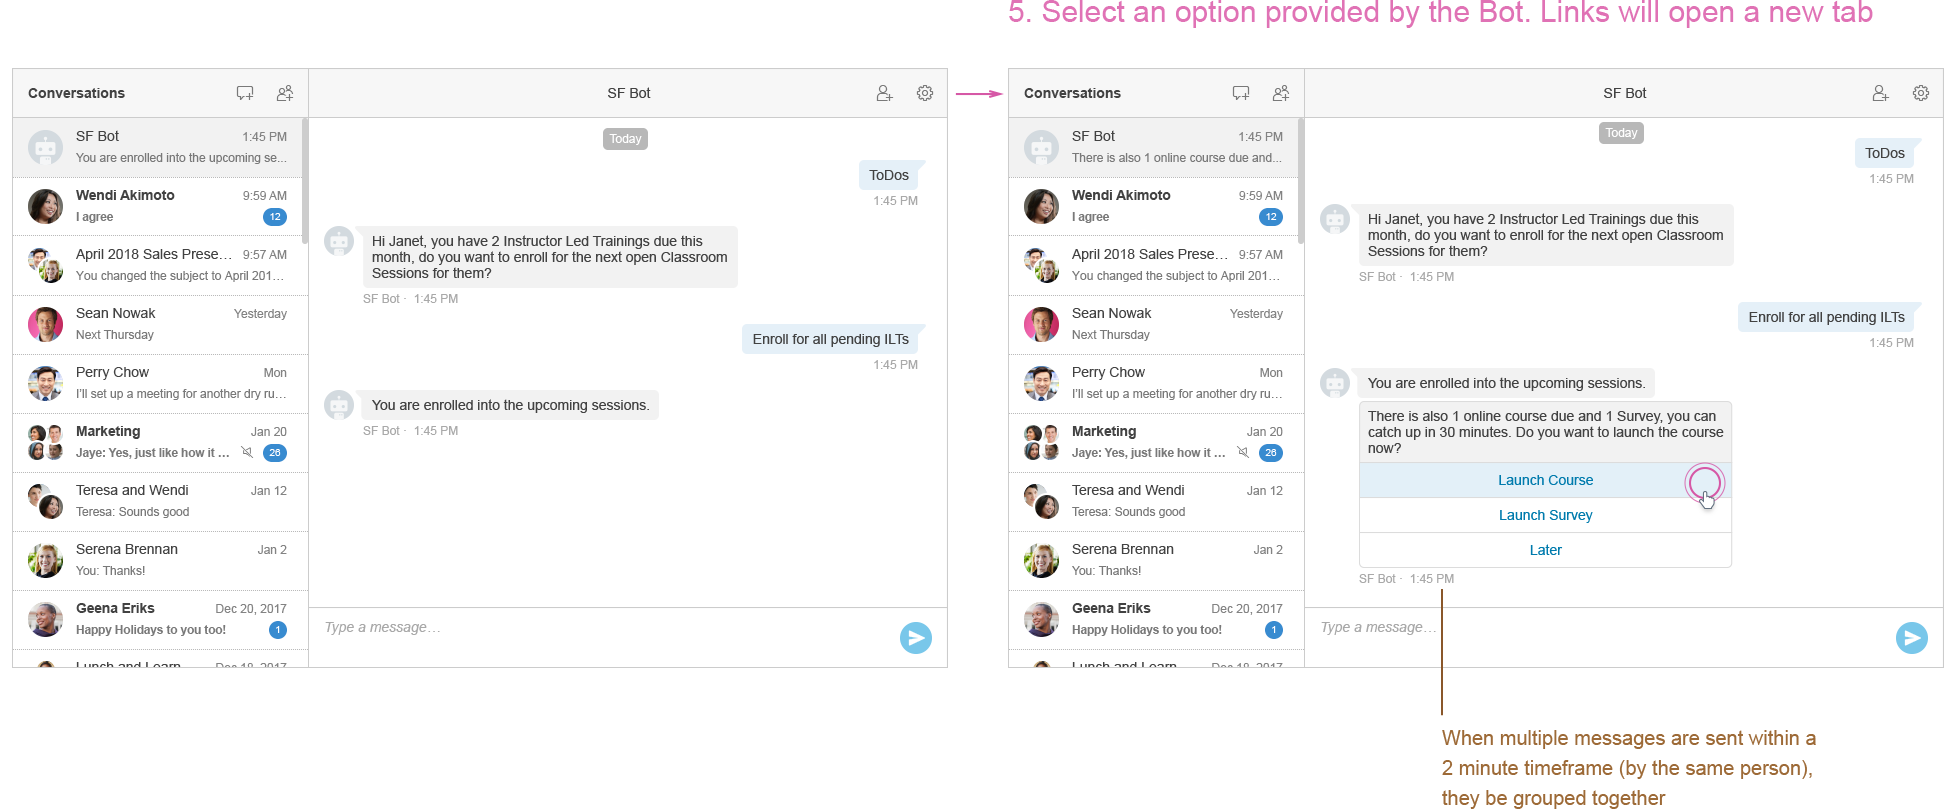 5. Select an option provided by the Bot. Links will open a new tab
Conversations
SF Bot
SF Bot 1:45 PM
You are enrolled into the upcoming se...
Wendi Akimoto 9:59 AM
I agree 12
April 2018 Sales Prese... 9:57 AM
You changed the subject to April 201...
Sean Nowak Yesterday
Next Thursday
Perry Chow Mon
I'll set up a meeting for another dry ru...
Marketing Jan 20
Jaye: Yes, just like how it ... 26
Teresa and Wendi Jan 12
Teresa: Sounds good
Serena Brennan Jan 2
You: Thanks!
Geena Eriks Dec 20, 2017
Happy Holidays to you too! 1
Lunch and Learn Dec 18, 2017
Today
ToDos
1:45 PM
Hi Janet, you have 2 Instructor Led Trainings due this
month, do you want to enroll for the next open Classroom
Sessions for them?
SF Bot · 1:45 PM
Enroll for all pending ILTs
1:45 PM
You are enrolled into the upcoming sessions.
SF Bot · 1:45 PM
Type a message...
Conversations
SF Bot
SF Bot 1:45 PM
There is also 1 online course due and...
Wendi Akimoto 9:59 AM
I agree 12
April 2018 Sales Prese... 9:57 AM
You changed the subject to April 201...
Sean Nowak Yesterday
Next Thursday
Perry Chow Mon
I'll set up a meeting for another dry ru...
Marketing Jan 20
Jaye: Yes, just like how it ... 26
Teresa and Wendi Jan 12
Teresa: Sounds good
Serena Brennan Jan 2
You: Thanks!
Geena Eriks Dec 20, 2017
Happy Holidays to you too! 1
Lunch and Learn Dec 18, 2017
Today
ToDos
1:45 PM
Hi Janet, you have 2 Instructor Led Trainings due this
month, do you want to enroll for the next open Classroom
Sessions for them?
SF Bot · 1:45 PM
Enroll for all pending ILTs
1:45 PM
You are enrolled into the upcoming sessions.
There is also 1 online course due and 1 Survey, you can
catch up in 30 minutes. Do you want to launch the course
now?
Launch Course
Launch Survey
Later
SF Bot · 1:45 PM
Type a message...
When multiple messages are sent within a
2 minute timeframe (by the same person),
they be grouped together